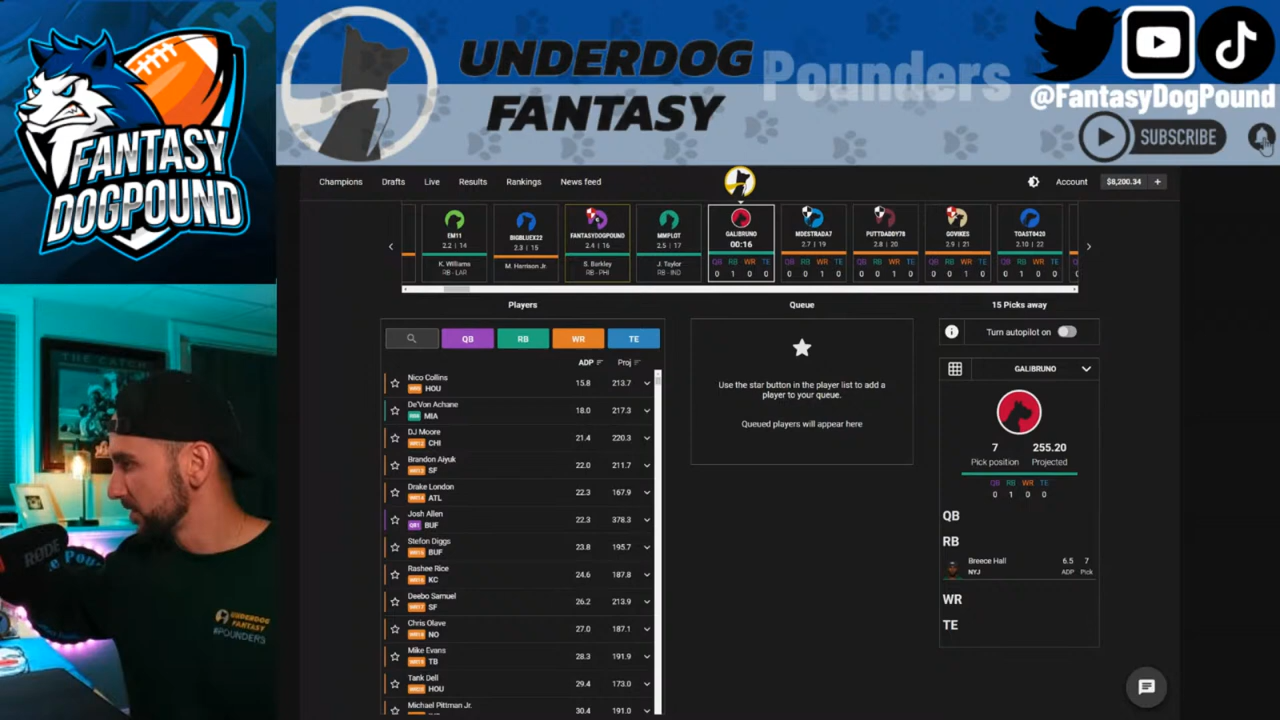 FANTASY
DOGPOUND
UNDERDOG
FANTASY
Pounders
@FantasyDogPound
SUBSCRIBE
Champions Drafts Live Results Rankings News feed Account $8,200.34 +
EM11
2.2 | 14
K. Williams
RB - LAR
BIGBLUEX22
2.3 | 15
M. Harrison Jr.
FANTASYDOGPOUND
2.4 | 16
S. Barkley
RB - PHI
MMPLOT
2.5 | 17
J. Taylor
RB - IND
GALIBRUNO
00:16
QB RB WR TE
0 1 0 0
MDESTRADA7
2.7 | 19
QB RB WR TE
0 0 1 0
PUTTDADDY78
2.8 | 20
QB RB WR TE
0 0 1 0
GOVIKES
2.9 | 21
QB RB WR TE
0 0 1 0
TOAST8420
2.10 | 22
QB RB WR TE
0 0 1 0
Players
QB RB WR TE
ADP Proj
Nico Collins
HOU
15.8 213.7
De'Von Achane
MIA
18.0 217.3
DJ Moore
CHI
21.4 220.3
Brandon Aiyuk
SF
22.0 211.7
Drake London
ATL
22.3 167.9
Josh Allen
QB1 BUF
22.3 378.3
Stefon Diggs
BUF
23.8 195.7
Rashee Rice
KC
24.6 187.8
Deebo Samuel
SF
26.2 213.9
Chris Olave
NO
27.0 187.1
Mike Evans
TB
28.3 191.9
Tank Dell
HOU
29.4 173.0
Michael Pittman Jr.
30.4 191.0
Queue
Use the star button in the player list to add a
player to your queue.
Queued players will appear here
15 Picks away
Turn autopilot on
GALIBRUNO
7 255.20
Pick position Projected
QB RB WR TE
0 1 0 0
QB
RB
Breece Hall 6.5 7
NYJ ADP Pick
WR
TE
THE CATCH
RØDE
UNDERDOG
FANTASY
#POUNDERS